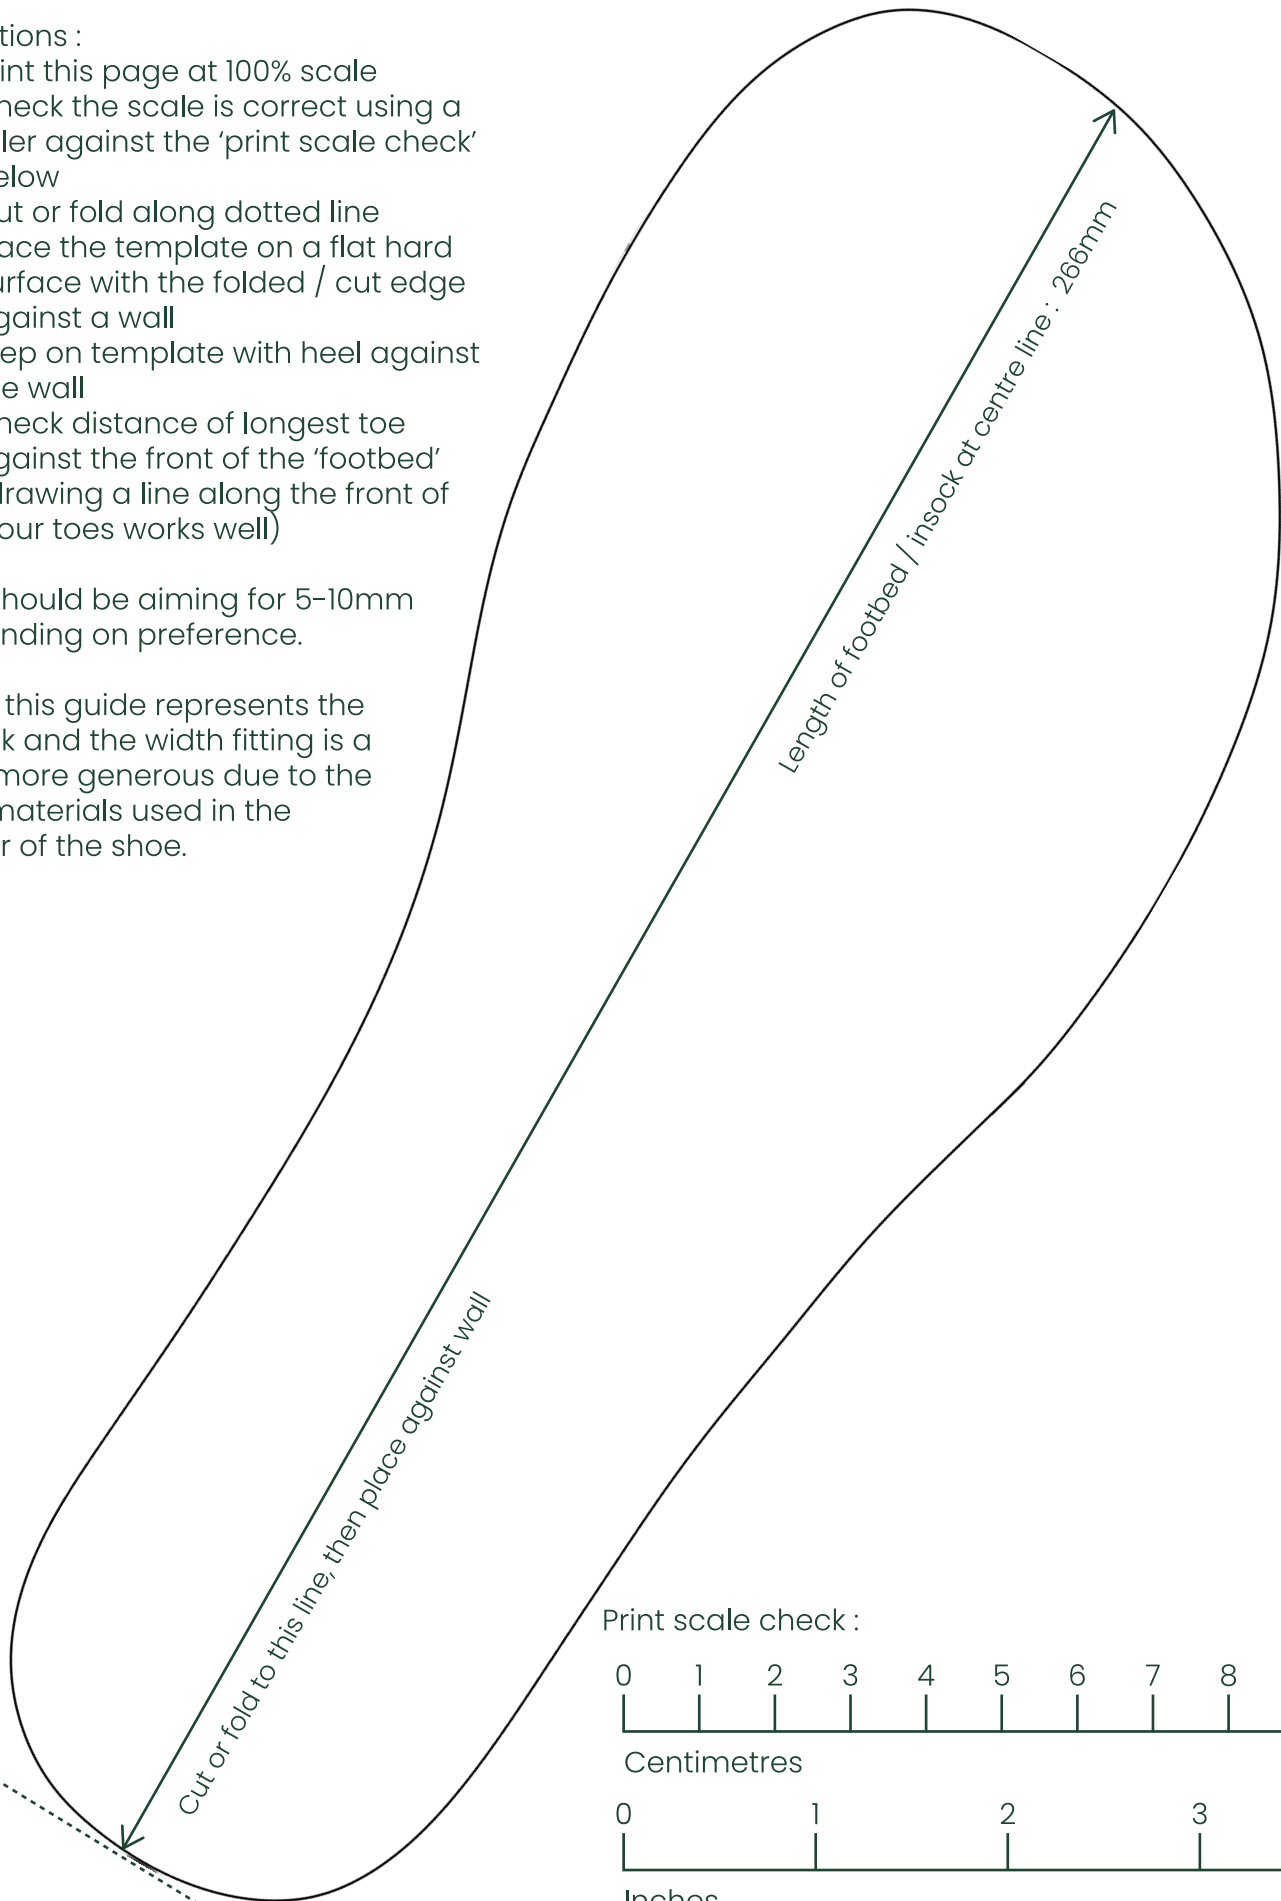 tions :
int this page at 100% scale
heck the scale is correct using a
ler against the ‘print scale check’
elow
ut or fold along dotted line
lace the template on a flat hard
urface with the folded / cut edge
gainst a wall
ep on template with heel against
e wall
heck distance of longest toe
gainst the front of the ‘footbed’
drawing a line along the front of
our toes works well)
hould be aiming for 5-10mm
nding on preference.
this guide represents the
k and the width fitting is a
more generous due to the
materials used in the
r of the shoe.
Length of footbed / insock at centre line : 266mm
Cut or fold to this line, then place against wall
Print scale check :
0 1 2 3 4 5 6 7 8
Centimetres
0 1 2 3
Inches